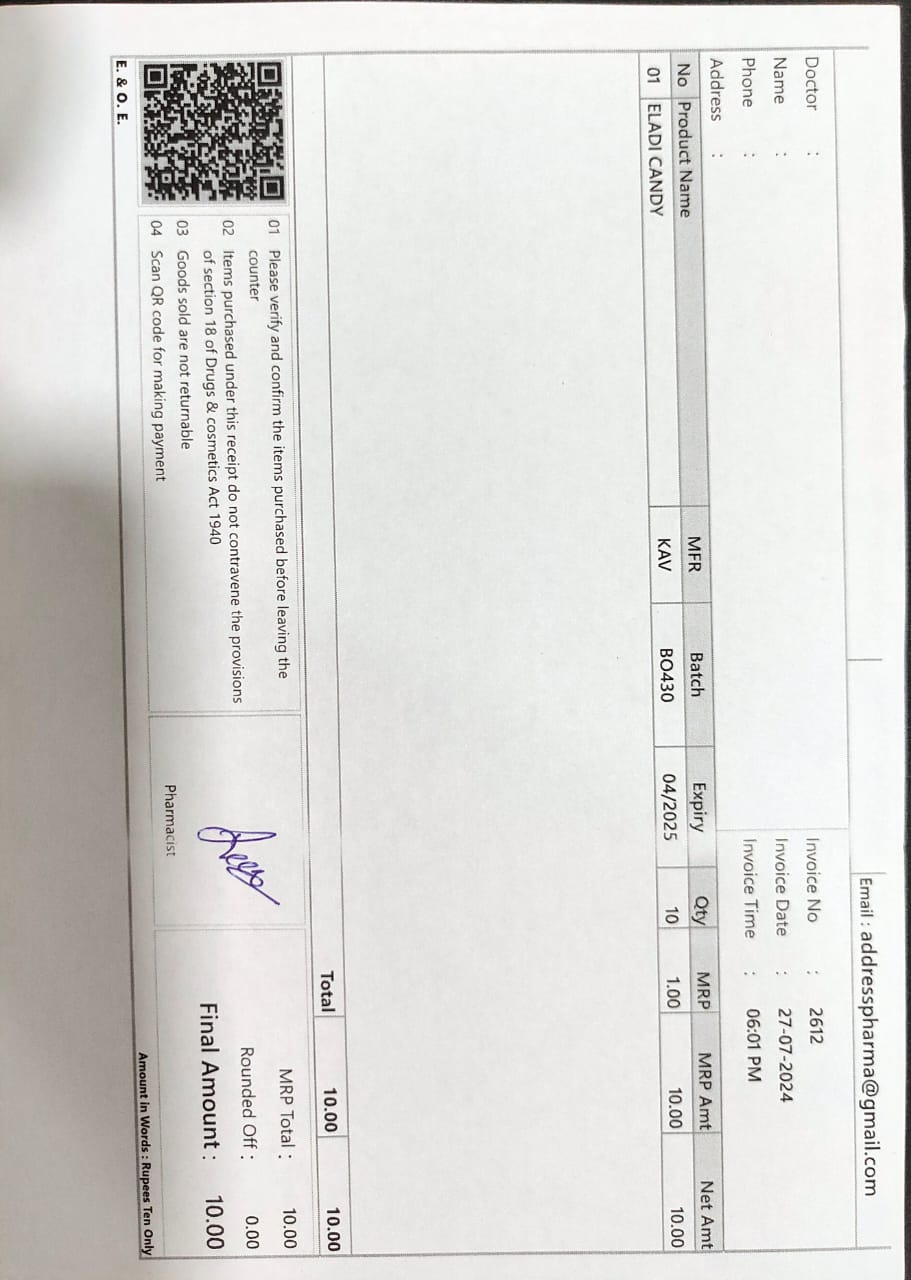 Email : addresspharma@gmail.com
Doctor :
Name :
Phone :
Address :
Invoice No : 2612
Invoice Date : 27-07-2024
Invoice Time : 06:01 PM
No Product Name MFR Batch Expiry Qty MRP MRP Amt Net Amt
01 ELADI CANDY KAV BO430 04/2025 10 1.00 10.00 10.00
Total 10.00 10.00
01 Please verify and confirm the items purchased before leaving the
counter
02 Items purchased under this receipt do not contravene the provisions
of section 18 of Drugs & cosmetics Act 1940
03 Goods sold are not returnable
04 Scan QR code for making payment
Pharmacist
MRP Total : 10.00
Rounded Off : 0.00
Final Amount : 10.00
Amount in Words : Rupees Ten Only
E. & O. E.